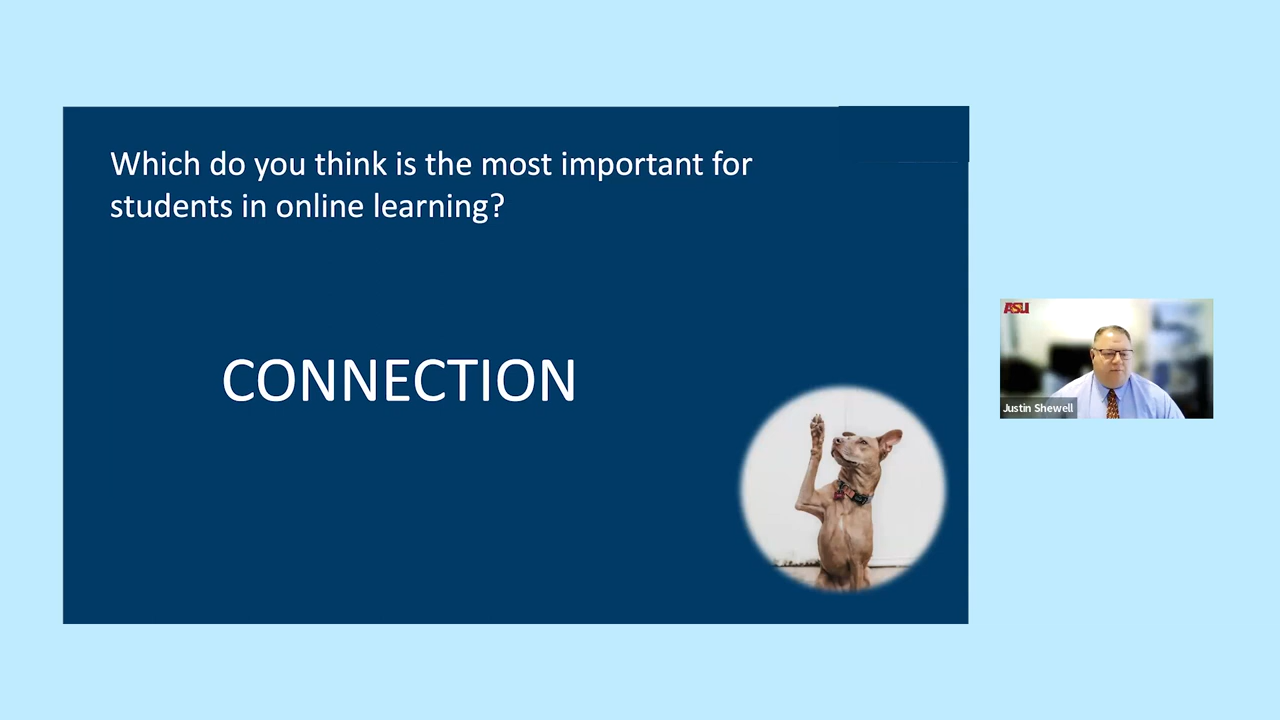 Which do you think is the most important for
students in online learning?
CONNECTION
ASU
Justin Shewell